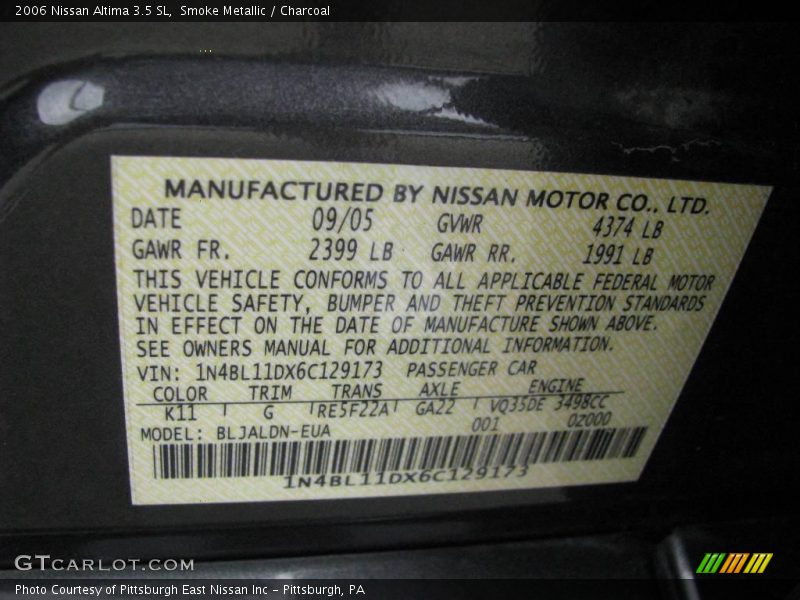 2006 Nissan Altima 3.5 SL,  Smoke Metallic / Charcoal
MANUFACTURED BY NISSAN MOTOR CO., LTD.
DATE 09/05 GVWR 4374 LB
GAWR FR. 2399 LB GAWR RR. 1991 LB
THIS VEHICLE CONFORMS TO ALL APPLICABLE FEDERAL MOTOR
VEHICLE SAFETY, BUMPER AND THEFT PREVENTION STANDARDS
IN EFFECT ON THE DATE OF MANUFACTURE SHOWN ABOVE.
SEE OWNERS MANUAL FOR ADDITIONAL INFORMATION.
VIN: 1N4BL11DX6C129173 PASSENGER CAR
COLOR TRIM TRANS AXLE ENGINE
K11 G RE5F22A GA22 VQ35DE 3498CC
MODEL: BLJALDN-EUA 001 0Z000
1N4BL11DX6C129173
GTCARLOT.COM
Photo Courtesy of Pittsburgh East Nissan Inc - Pittsburgh, PA